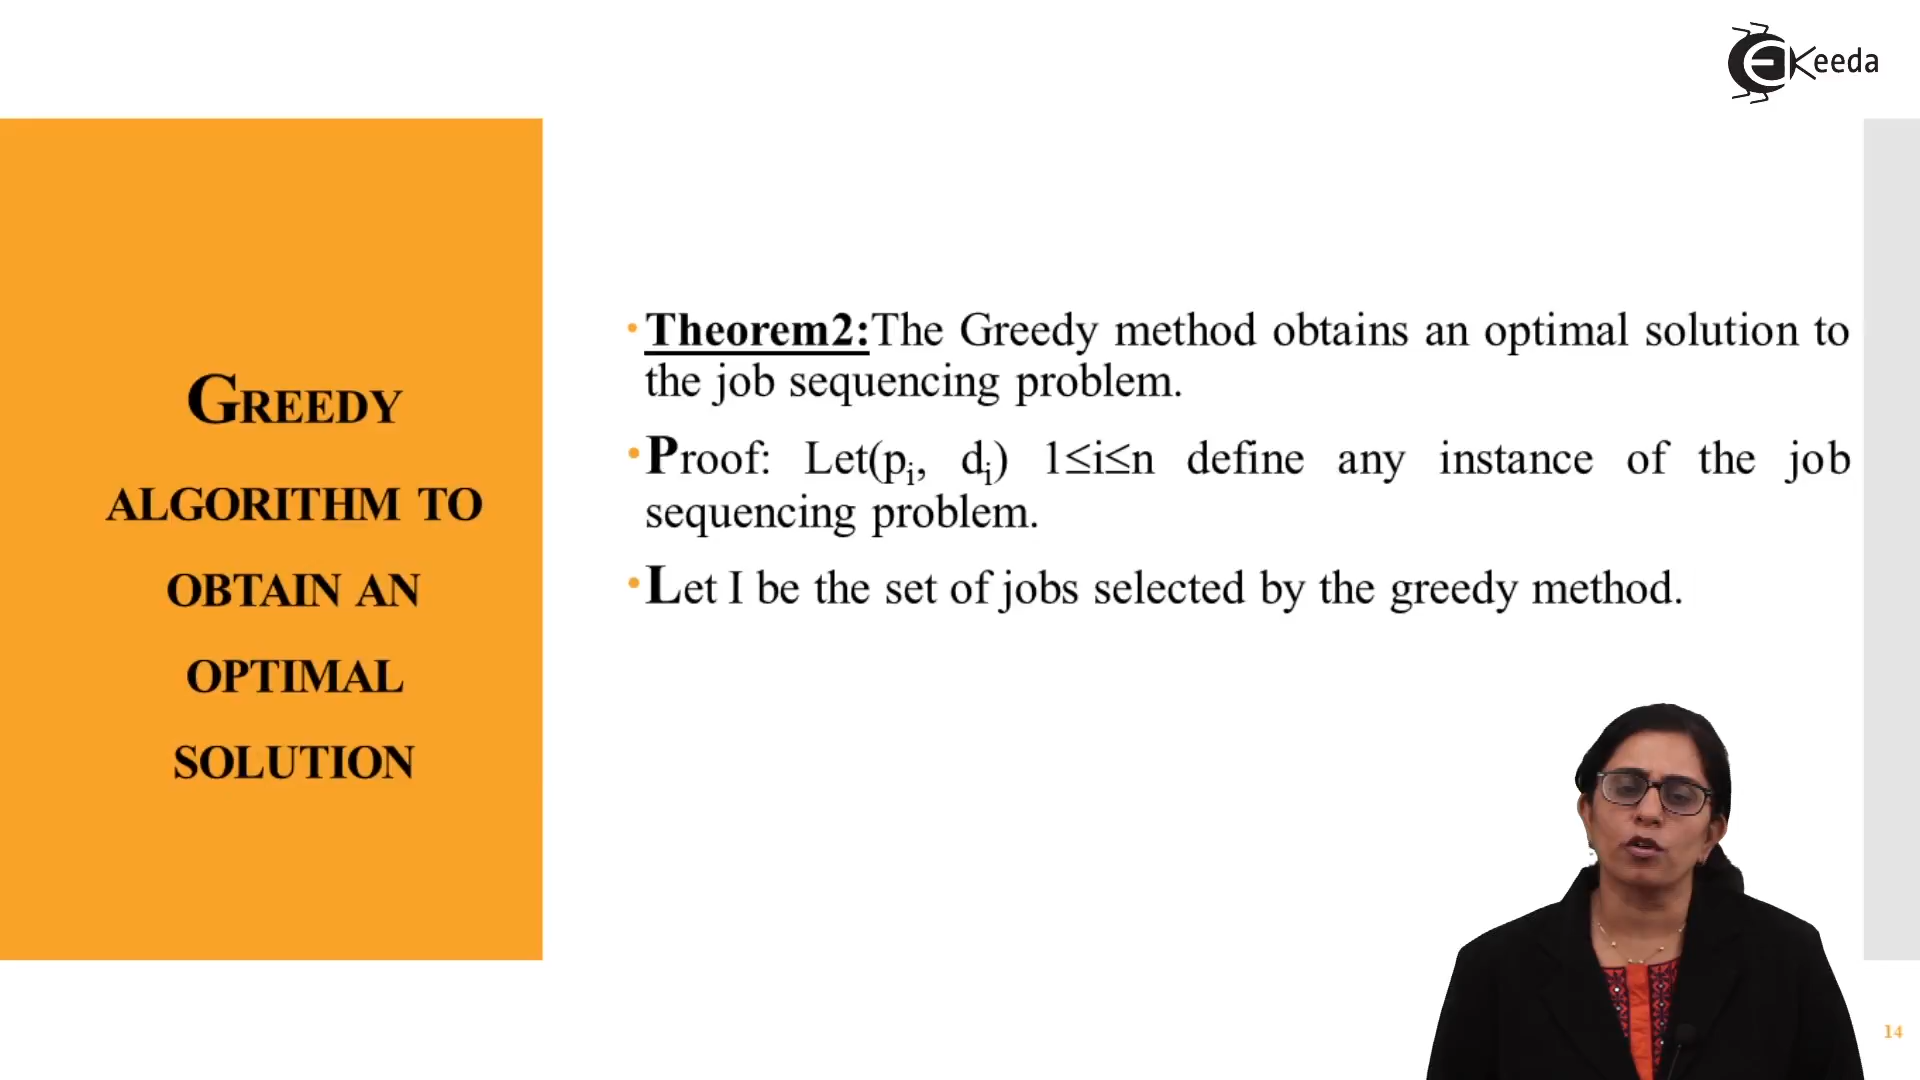 EKeeda
GREEDY
ALGORITHM TO
OBTAIN AN
OPTIMAL
SOLUTION
•Theorem2:The Greedy method obtains an optimal solution to
the job sequencing problem.
•Proof: Let(pᵢ, dᵢ) 1≤i≤n define any instance of the job
sequencing problem.
•Let I be the set of jobs selected by the greedy method.
14